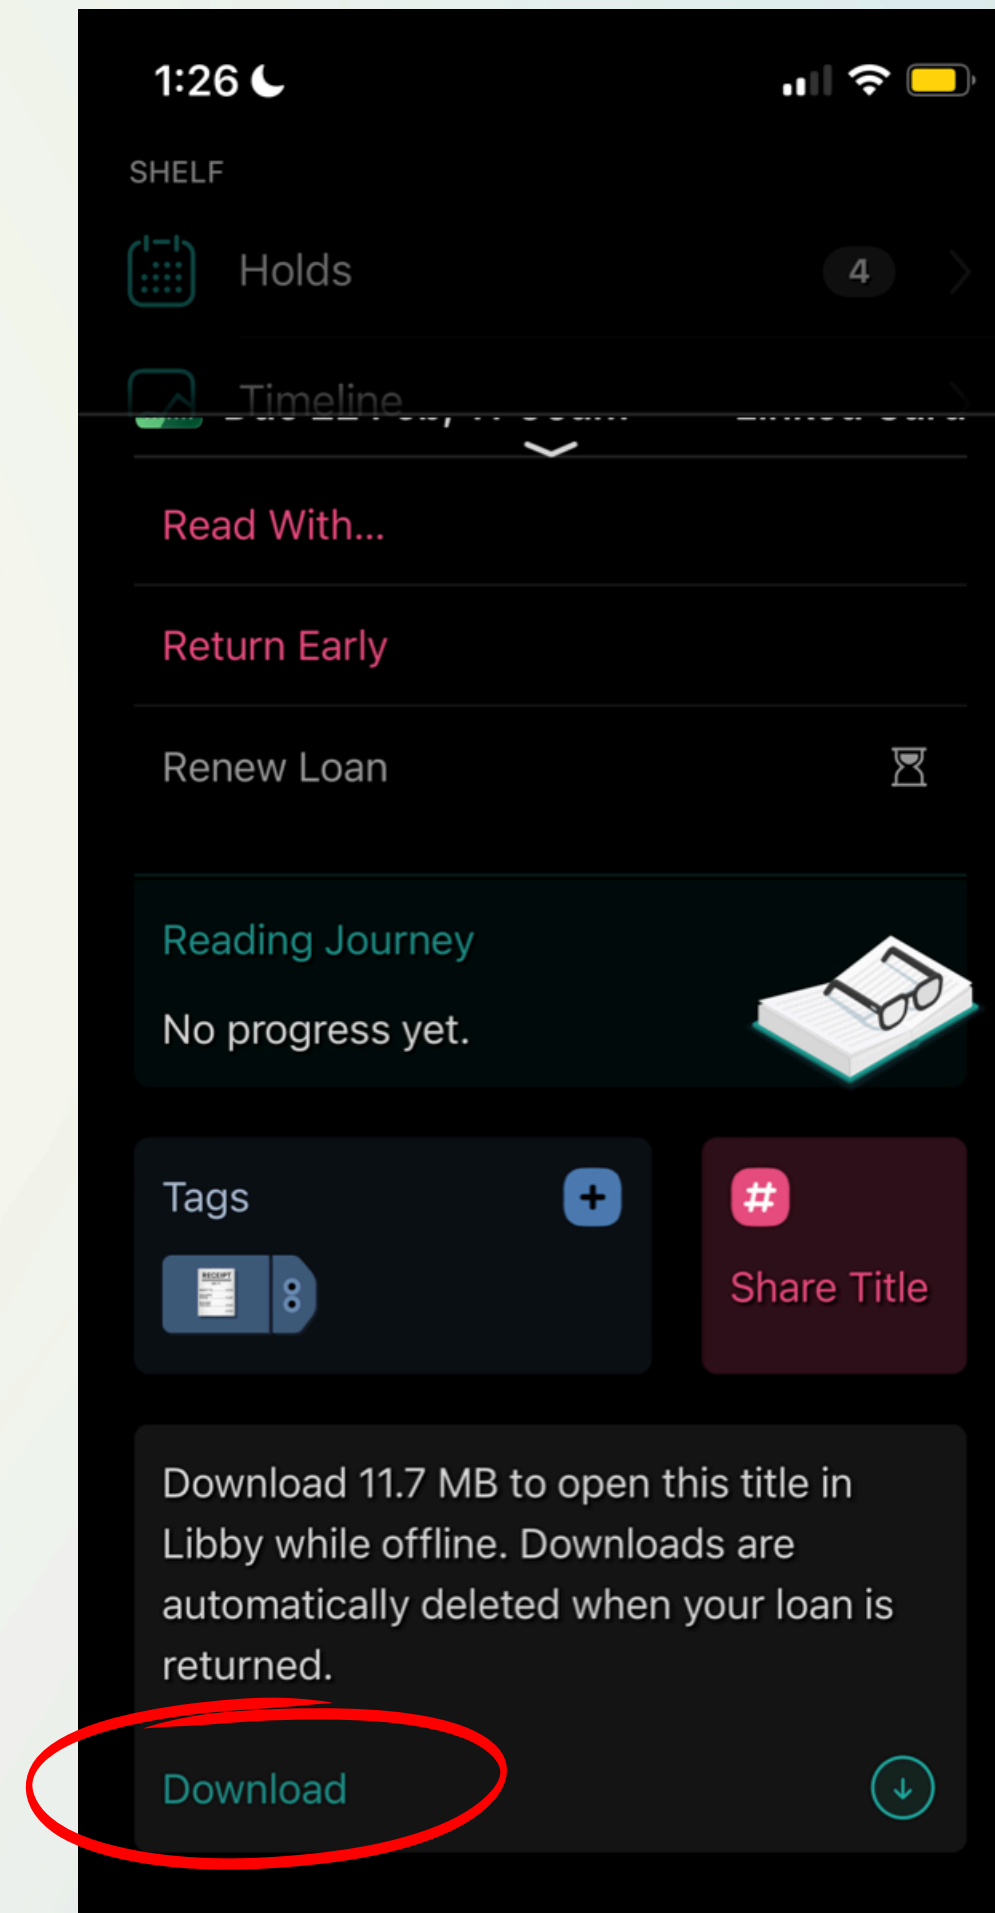 1:26
SHELF
Holds
4
Timeline
Read With...
Return Early
Renew Loan
Reading Journey
No progress yet.
Tags
RECEIPT
#
Share Title
Download 11.7 MB to open this title in
Libby while offline. Downloads are
automatically deleted when your loan is
returned.
Download